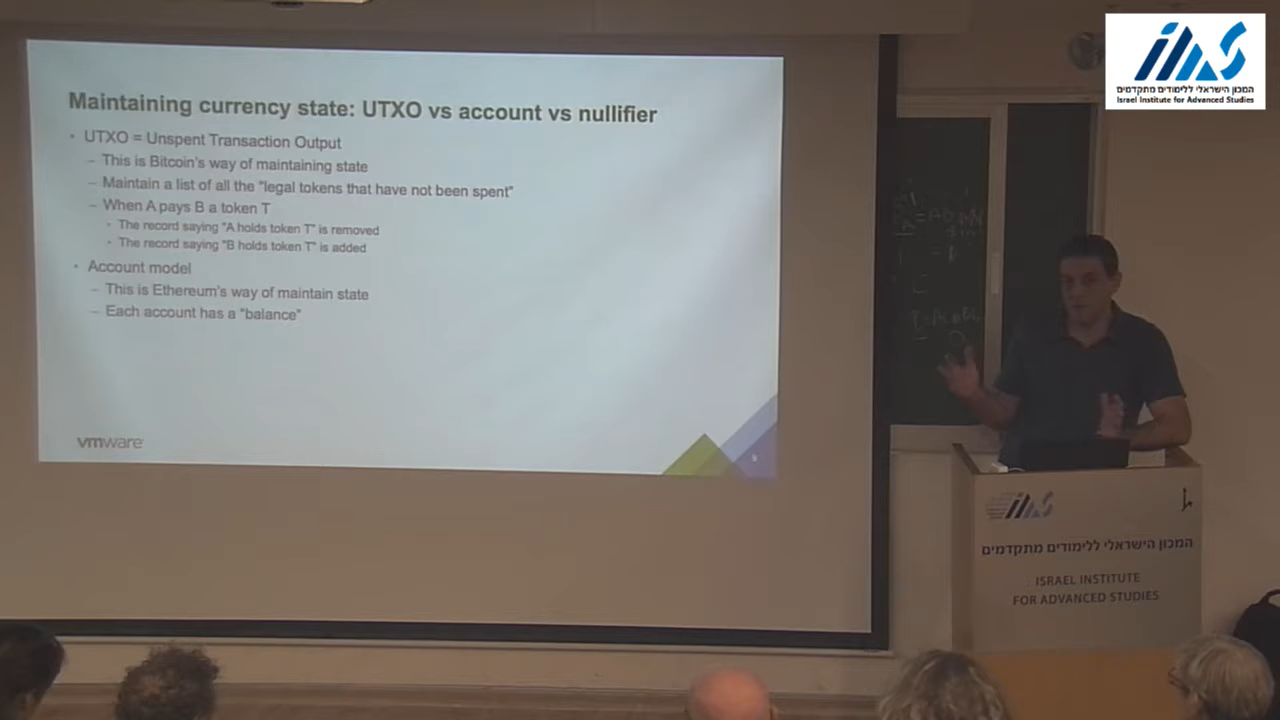 Maintaining currency state: UTXO vs account vs nullifier
• UTXO = Unspent Transaction Output
– This is Bitcoin's way of maintaining state
– Maintain a list of all the "legal tokens that have not been spent"
– When A pays B a token T
• The record saying "A holds token T" is removed
• The record saying "B holds token T" is added
• Account model
– This is Ethereum's way of maintain state
– Each account has a "balance"
vmware
9
המכון הישראלי ללימודים מתקדמים
Israel Institute for Advanced Studies
המכון הישראלי ללימודים מתקדמים
ISRAEL INSTITUTE
FOR ADVANCED STUDIES